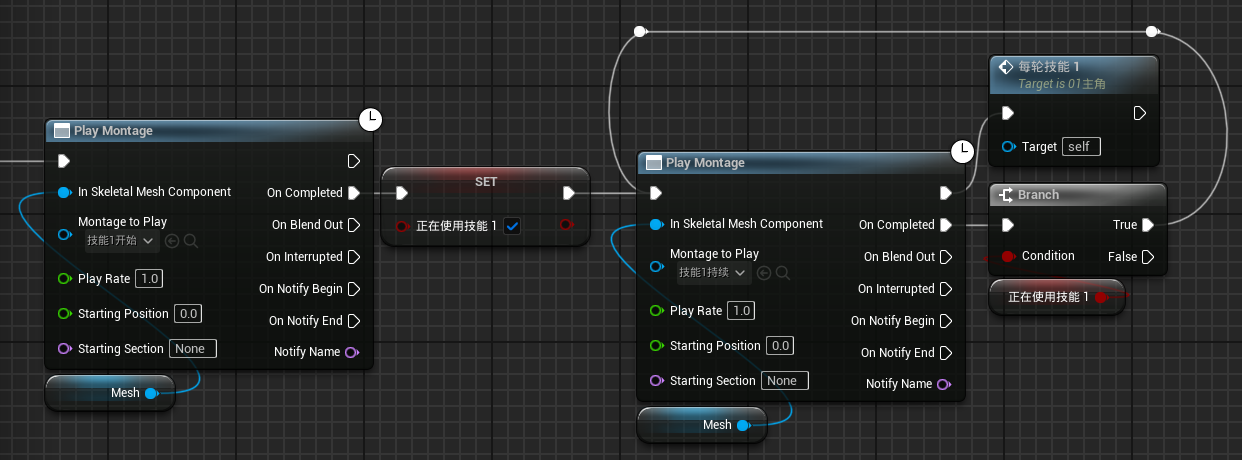 Play Montage
In Skeletal Mesh Component
On Completed
Montage to Play
技能1开始
On Blend Out
On Interrupted
Play Rate 1.0
On Notify Begin
Starting Position 0.0
On Notify End
Starting Section None
Notify Name
Mesh
SET
正在使用技能 1
Play Montage
In Skeletal Mesh Component
On Completed
Montage to Play
技能1持续
On Blend Out
On Interrupted
Play Rate 1.0
On Notify Begin
Starting Position 0.0
On Notify End
Starting Section None
Notify Name
Mesh
每轮技能 1
Target is 01主角
Target self
Branch
True
Condition
False
正在使用技能 1